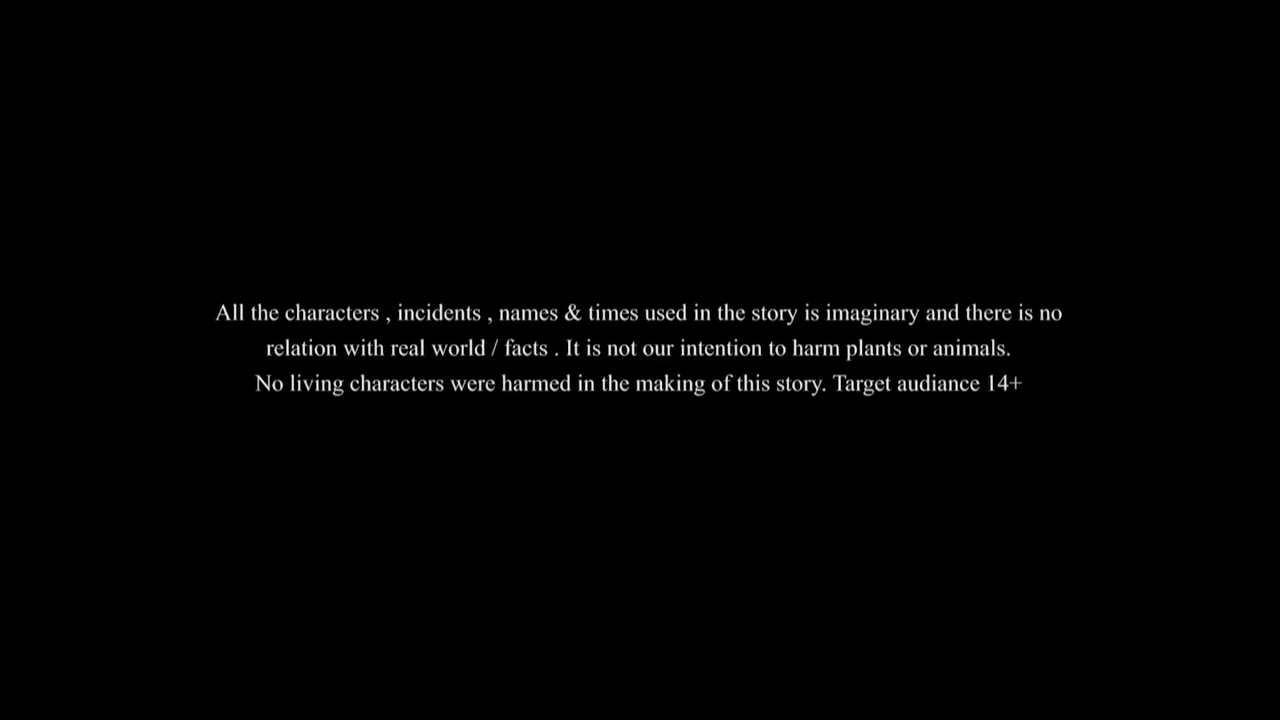 All the characters , incidents , names & times used in the story is imaginary and there is no
relation with real world / facts . It is not our intention to harm plants or animals.
No living characters were harmed in the making of this story. Target audiance 14+